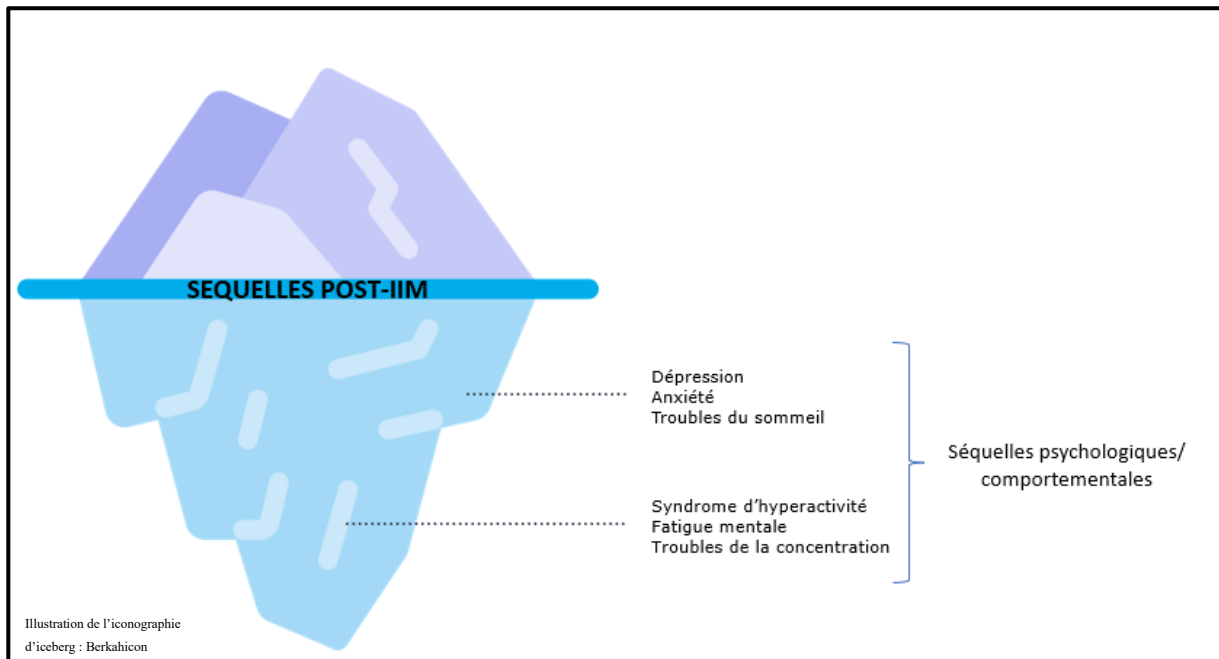 SEQUELLES POST-IIM
Dépression
Anxiété
Troubles du sommeil
Syndrome d'hyperactivité
Fatigue mentale
Troubles de la concentration
Séquelles psychologiques/
comportementales
Illustration de l'iconographie
d'iceberg : Berkahicon